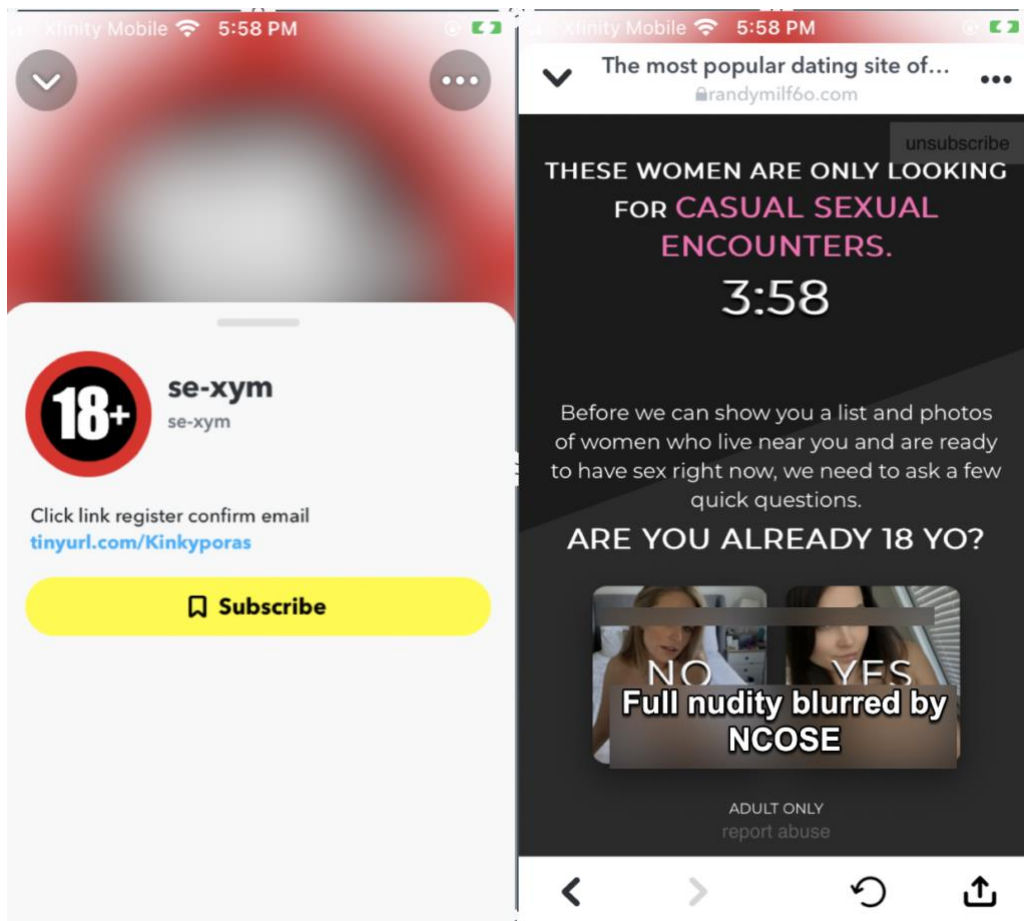 Xfinity Mobile 5:58 PM
18+
se-xym
se-xym
Click link register confirm email
tinyurl.com/Kinkyporas
Subscribe
Xfinity Mobile 5:58 PM
The most popular dating site of...
randymilf6o.com
unsubscribe
THESE WOMEN ARE ONLY LOOKING
FOR CASUAL SEXUAL
ENCOUNTERS.
3:58
Before we can show you a list and photos
of women who live near you and are ready
to have sex right now, we need to ask a few
quick questions.
ARE YOU ALREADY 18 YO?
NO YES
Full nudity blurred by
NCOSE
ADULT ONLY
report abuse